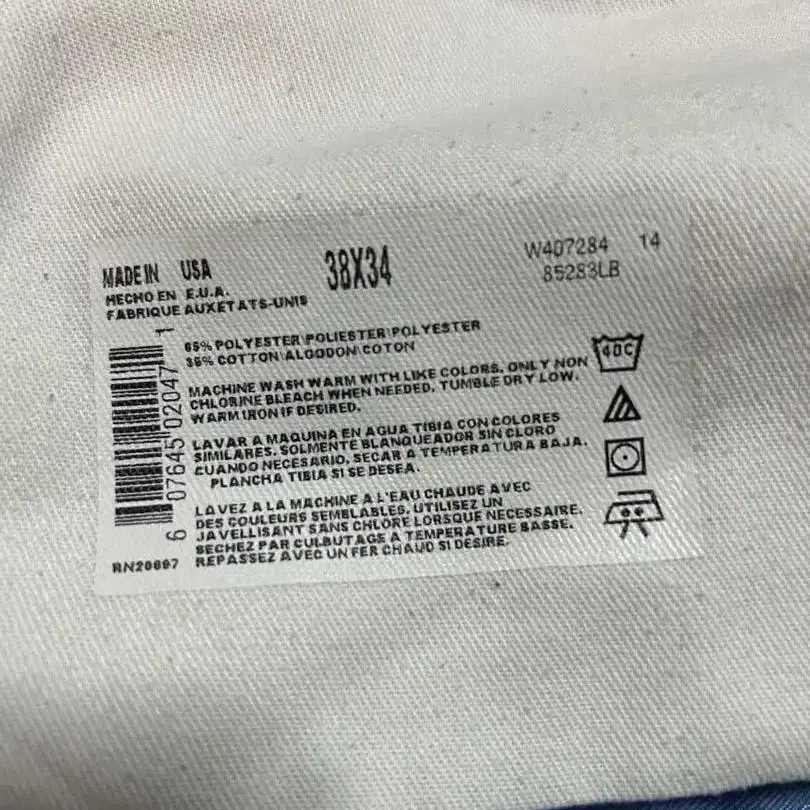 MADE IN USA
HECHO EN E.U.A.
FABRIQUE AUX ETATS-UNIS
38X34
W407284 14
85283LB
65% POLYESTER\POLIESTER\POLYESTER
35% COTTON\ALGODON\COTON
MACHINE WASH WARM WITH LIKE COLORS. ONLY NON
CHLORINE BLEACH WHEN NEEDED. TUMBLE DRY LOW.
WARM IRON IF DESIRED.
LAVAR A MAQUINA EN AGUA TIBIA CON COLORES
SIMILARES. SOLMENTE BLANQUEADOR SIN CLORO
CUANDO NECESARIO. SECAR A TEMPERATURA BAJA.
PLANCHA TIBIA SI SE DESEA.
LAVEZ A LA MACHINE A L'EAU CHAUDE AVEC
DES COULEURS SEMBLABLES. UTILISEZ UN
JAVELLISANT SANS CHLORE LORSQUE NECESSAIRE.
SECHEZ PAR CULBUTAGE A TEMPERATURE BASSE.
REPASSEZ AVEC UN FER CHAUD SI DESIRE.
40C
6 07645 02047 1
RN20697